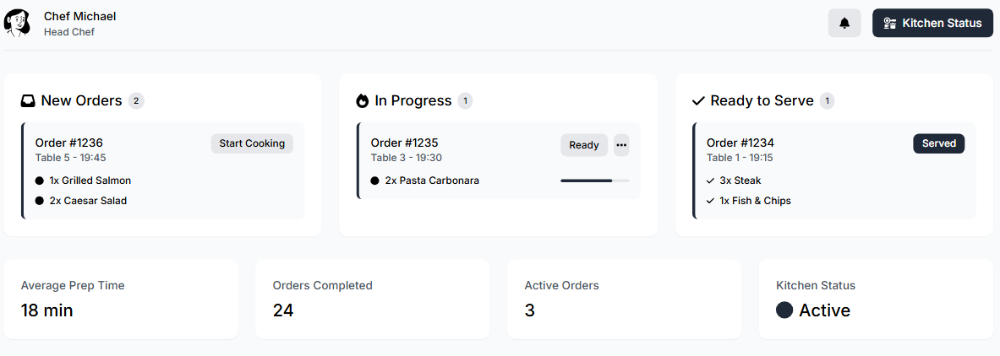 Chef Michael
Head Chef
Kitchen Status
New Orders 2
Order #1236
Start Cooking
Table 5 - 19:45
1x Grilled Salmon
2x Caesar Salad
In Progress 1
Order #1235
Ready
Table 3 - 19:30
2x Pasta Carbonara
Ready to Serve 1
Order #1234
Served
Table 1 - 19:15
3x Steak
1x Fish & Chips
Average Prep Time
18 min
Orders Completed
24
Active Orders
3
Kitchen Status
Active